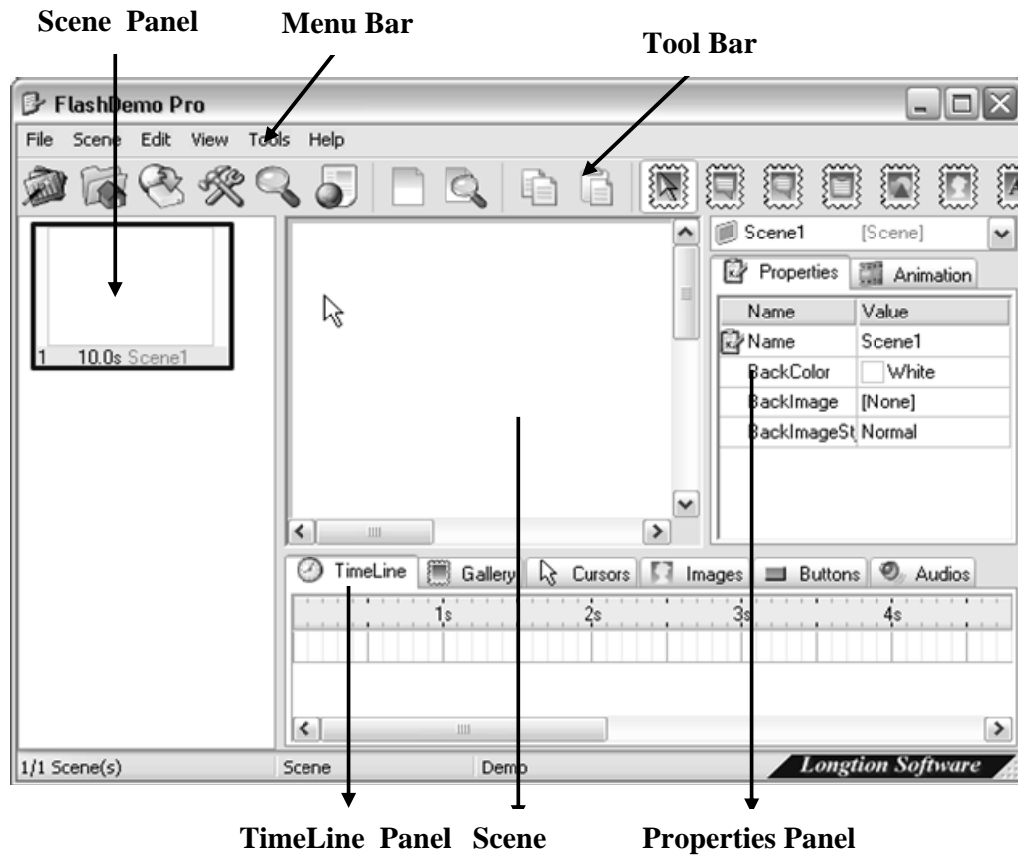 Scene Panel
Menu Bar
Tool Bar
FlashDemo Pro
File Scene Edit View Tools Help
Scene1 [Scene]
Properties Animation
Name Value
Name Scene1
BackColor White
BackImage [None]
BackImageSt Normal
1 10.0s Scene1
TimeLine Gallery Cursors Images Buttons Audios
1s 2s 3s 4s
1/1 Scene(s) Scene Demo Longtion Software
TimeLine Panel Scene Properties Panel